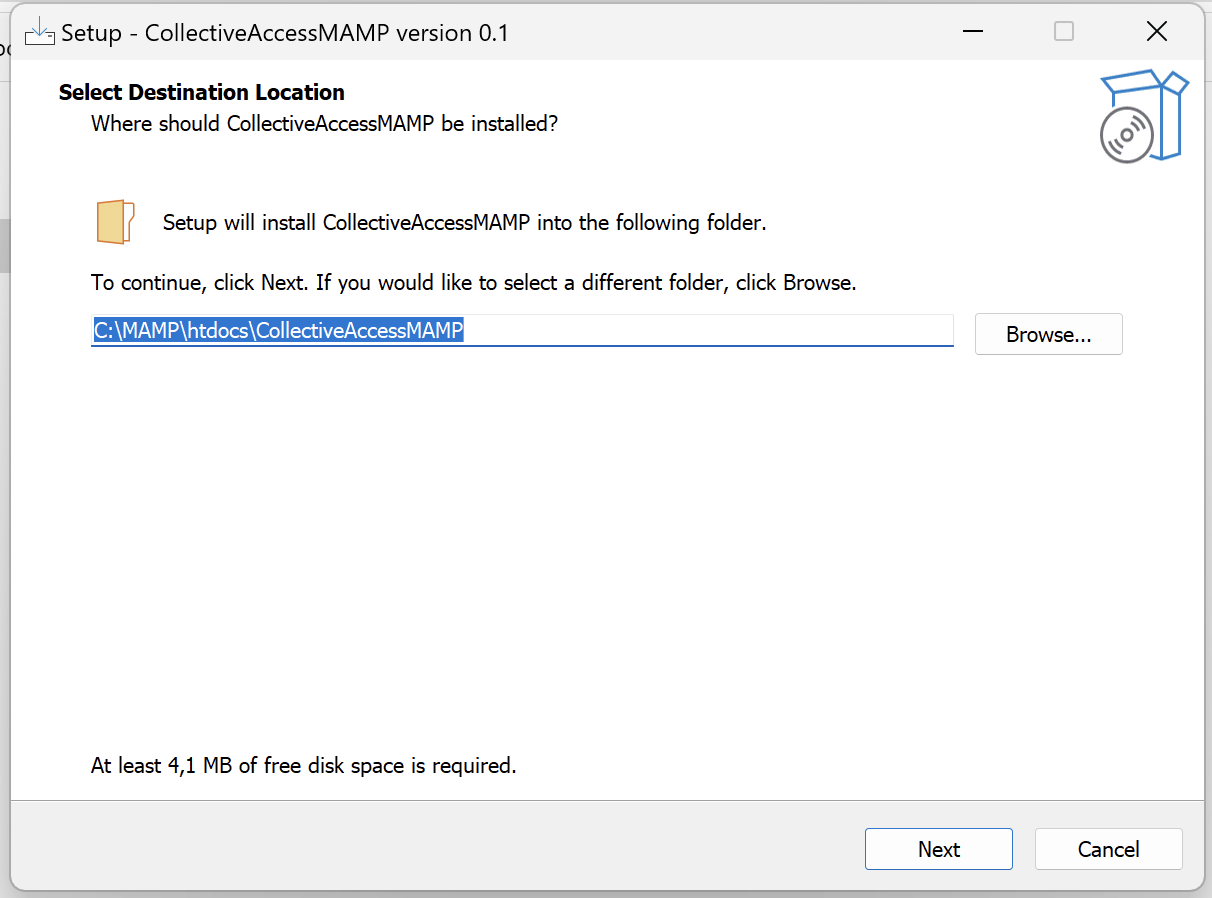 Setup - CollectiveAccessMAMP version 0.1
Select Destination Location
Where should CollectiveAccessMAMP be installed?
Setup will install CollectiveAccessMAMP into the following folder.
To continue, click Next. If you would like to select a different folder, click Browse.
C:\MAMP\htdocs\CollectiveAccessMAMP
Browse...
At least 4,1 MB of free disk space is required.
Next
Cancel